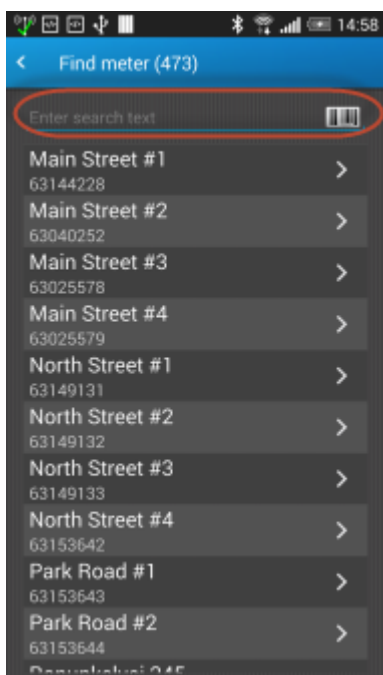 14:58
Find meter (473)
Enter search text
Main Street #1
63144228
Main Street #2
63040252
Main Street #3
63025578
Main Street #4
63025579
North Street #1
63149131
North Street #2
63149132
North Street #3
63149133
North Street #4
63153642
Park Road #1
63153643
Park Road #2
63153644